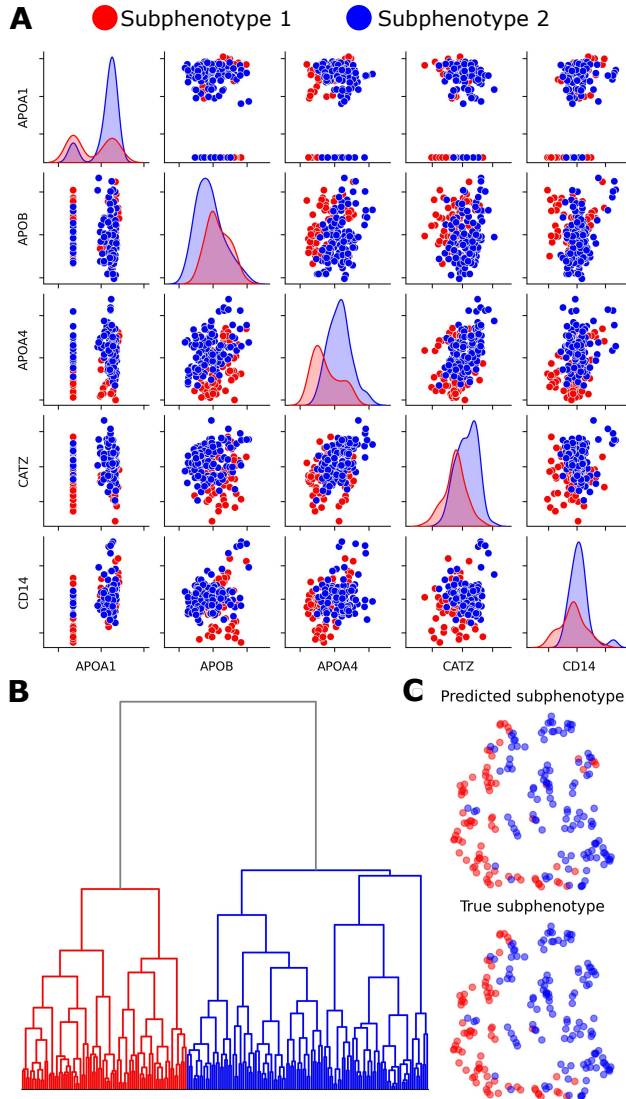 A
Subphenotype 1
Subphenotype 2
APOA1
APOB
APOA4
CATZ
CD14
APOA1
APOB
APOA4
CATZ
CD14
B
C
Predicted subphenotype
True subphenotype